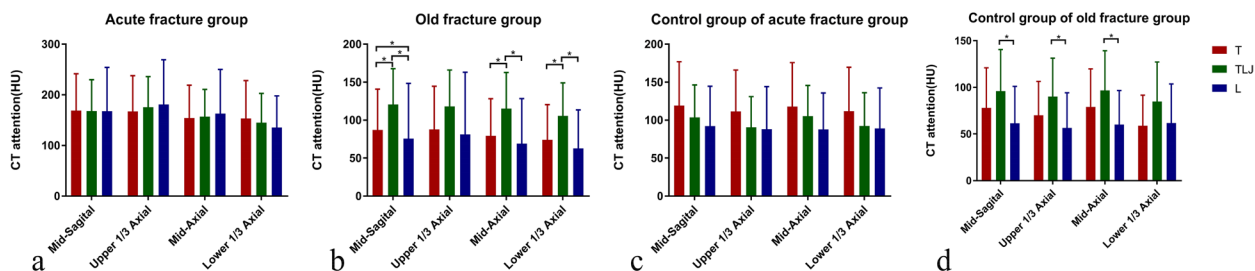 Acute fracture group
CT attention(HU)
300
200
100
0
Mid-Sagital
Upper 1/3 Axial
Mid-Axial
Lower 1/3 Axial
a
Old fracture group
CT attention(HU)
200
150
100
50
0
*
*
*
*
*
*
*
Mid-Sagital
Upper 1/3 Axial
Mid-Axial
Lower 1/3 Axial
b
Control group of acute fracture group
CT attention(HU)
200
150
100
50
0
Mid-Sagital
Upper 1/3 Axial
Mid-Axial
Lower 1/3 Axial
c
Control group of old fracture group
CT attention(HU)
150
100
50
0
*
*
*
Mid-Sagital
Upper 1/3 Axial
Mid-Axial
Lower 1/3 Axial
d
T
TLJ
L